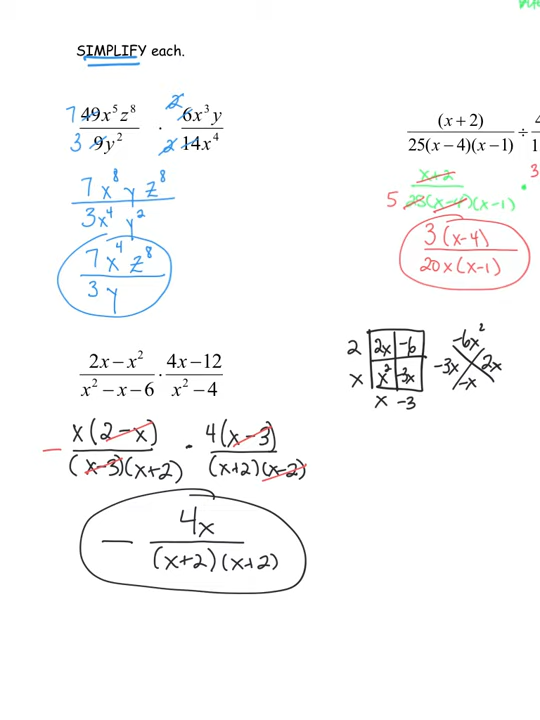 SIMPLIFY each.
49x⁵z⁸ / 9y² · 6x³y / 14x⁴
7 2
3 2
7x⁸yz⁸ / 3x⁴y²
7x⁴z⁸ / 3y
(x + 2) / 25(x − 4)(x − 1) ÷
x+2 / 25(x−4)(x−1) ·
5
3
3(x−4) / 20x(x−1)
2x − x² / x² − x − 6 · 4x − 12 / x² − 4
2 2x −6
x x² −3x
x −3
−6x²
−3x 2x
−x
− x(2−x) / (x−3)(x+2) · 4(x−3) / (x+2)(x−2)
− 4x / (x+2)(x+2)